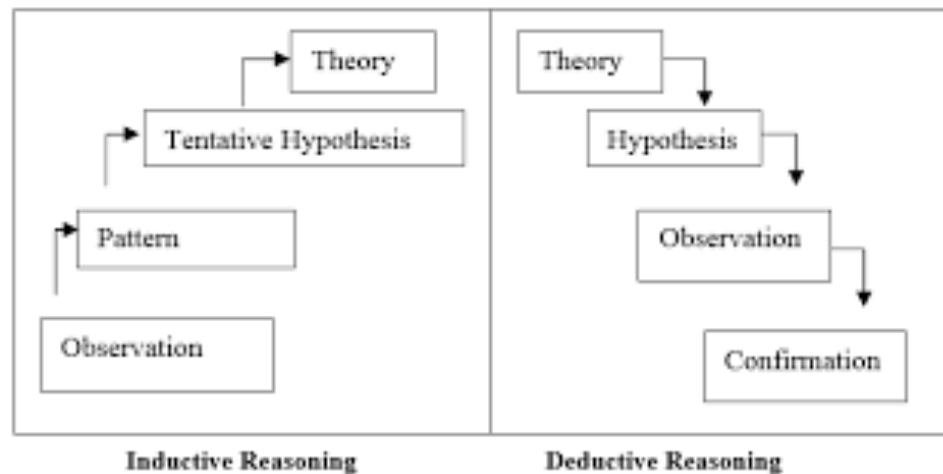 Theory
Tentative Hypothesis
Pattern
Observation
Inductive Reasoning
Theory
Hypothesis
Observation
Confirmation
Deductive Reasoning